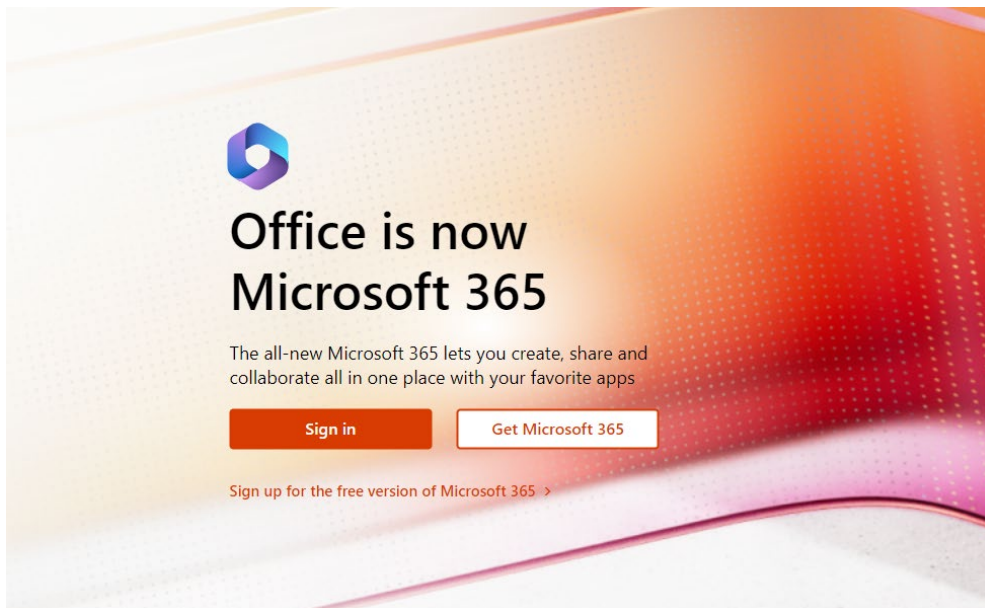 Office is now
Microsoft 365
The all-new Microsoft 365 lets you create, share and
collaborate all in one place with your favorite apps
Sign in
Get Microsoft 365
Sign up for the free version of Microsoft 365 >